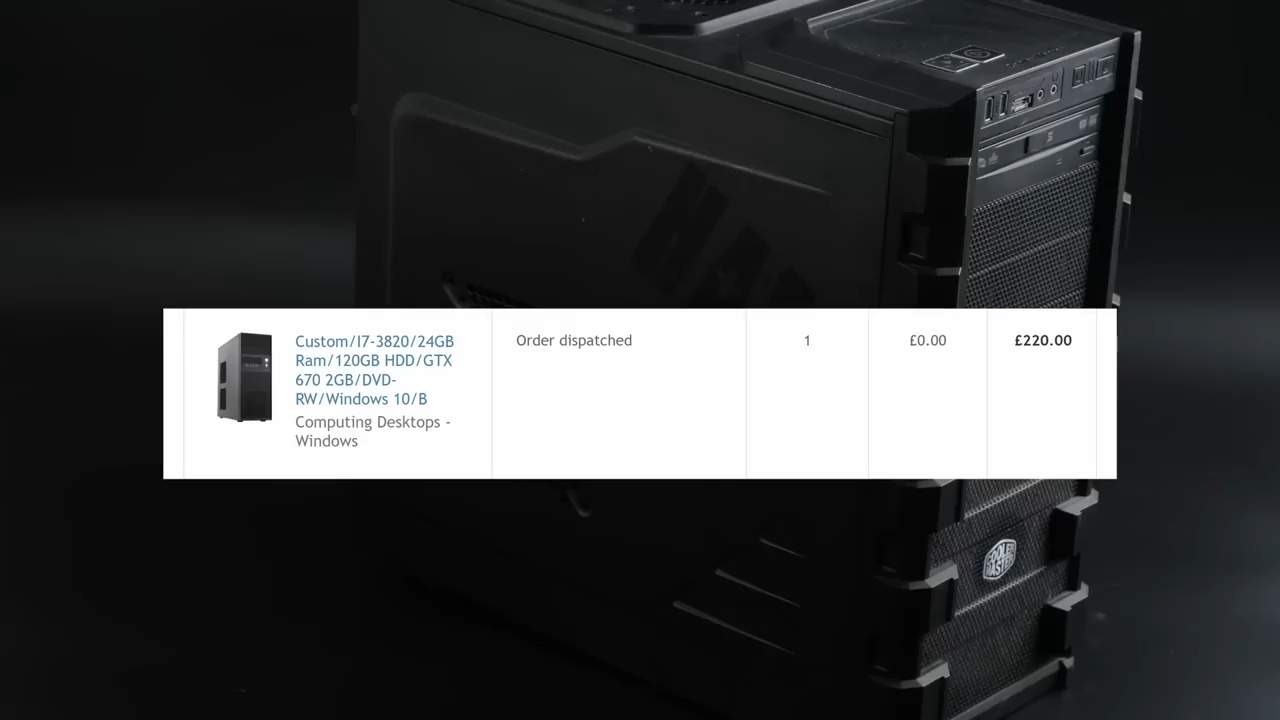 Custom/I7-3820/24GB
Ram/120GB HDD/GTX
670 2GB/DVD-
RW/Windows 10/B
Computing Desktops -
Windows
Order dispatched
1
£0.00
£220.00
COOLER
MASTER